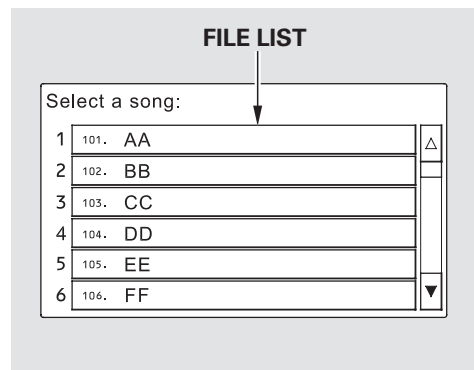 FILE LIST
Select a song:
1 101. AA
2 102. BB
3 103. CC
4 104. DD
5 105. EE
6 106. FF